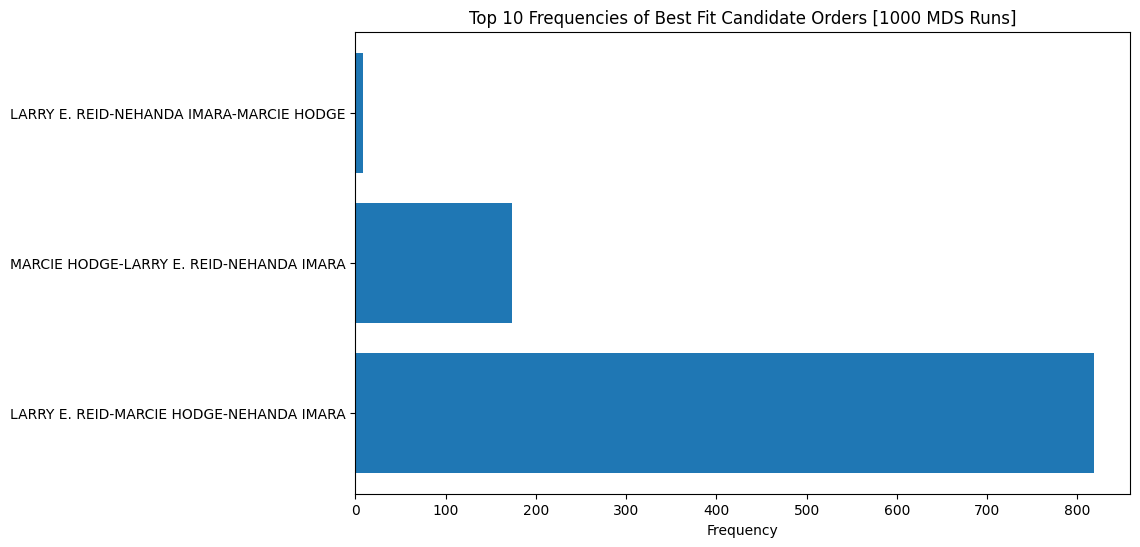 Top 10 Frequencies of Best Fit Candidate Orders [1000 MDS Runs]
LARRY E. REID-NEHANDA IMARA-MARCIE HODGE
MARCIE HODGE-LARRY E. REID-NEHANDA IMARA
LARRY E. REID-MARCIE HODGE-NEHANDA IMARA
0 100 200 300 400 500 600 700 800
Frequency